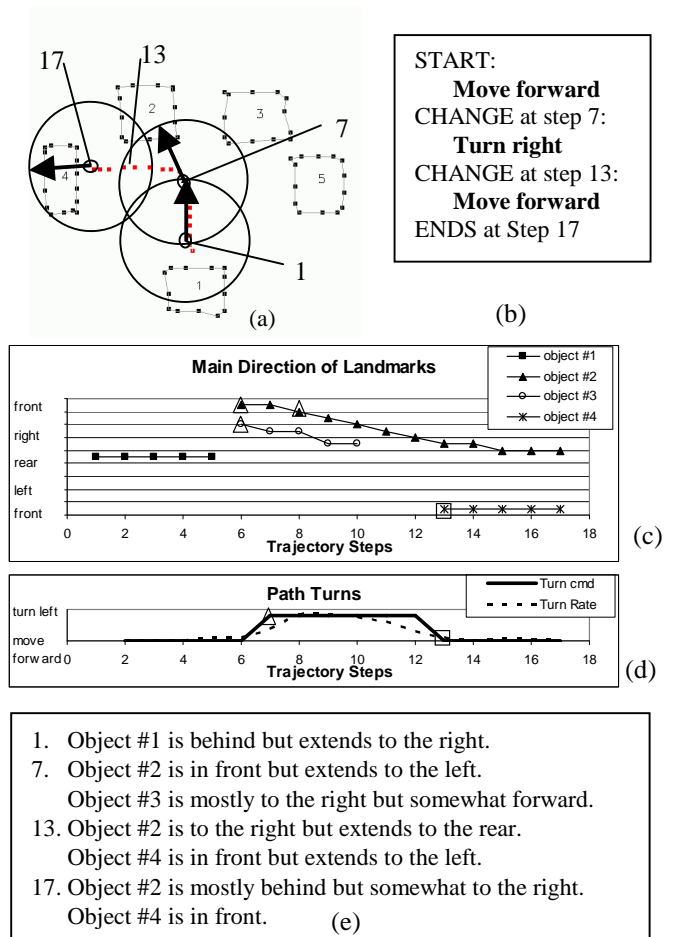 17
13
7
2
3
4
5
1
1
(a)
START:
Move forward
CHANGE at step 7:
Turn right
CHANGE at step 13:
Move forward
ENDS at Step 17
(b)
Main Direction of Landmarks
object #1
object #2
object #3
object #4
front
right
rear
left
front
0 2 4 6 8 10 12 14 16 18
Trajectory Steps
(c)
Path Turns
Turn cmd
Turn Rate
turn left
move
forward
0 2 4 6 8 10 12 14 16 18
Trajectory Steps
(d)
1. Object #1 is behind but extends to the right.
7. Object #2 is in front but extends to the left.
Object #3 is mostly to the right but somewhat forward.
13. Object #2 is to the right but extends to the rear.
Object #4 is in front but extends to the left.
17. Object #2 is mostly behind but somewhat to the right.
Object #4 is in front.
(e)